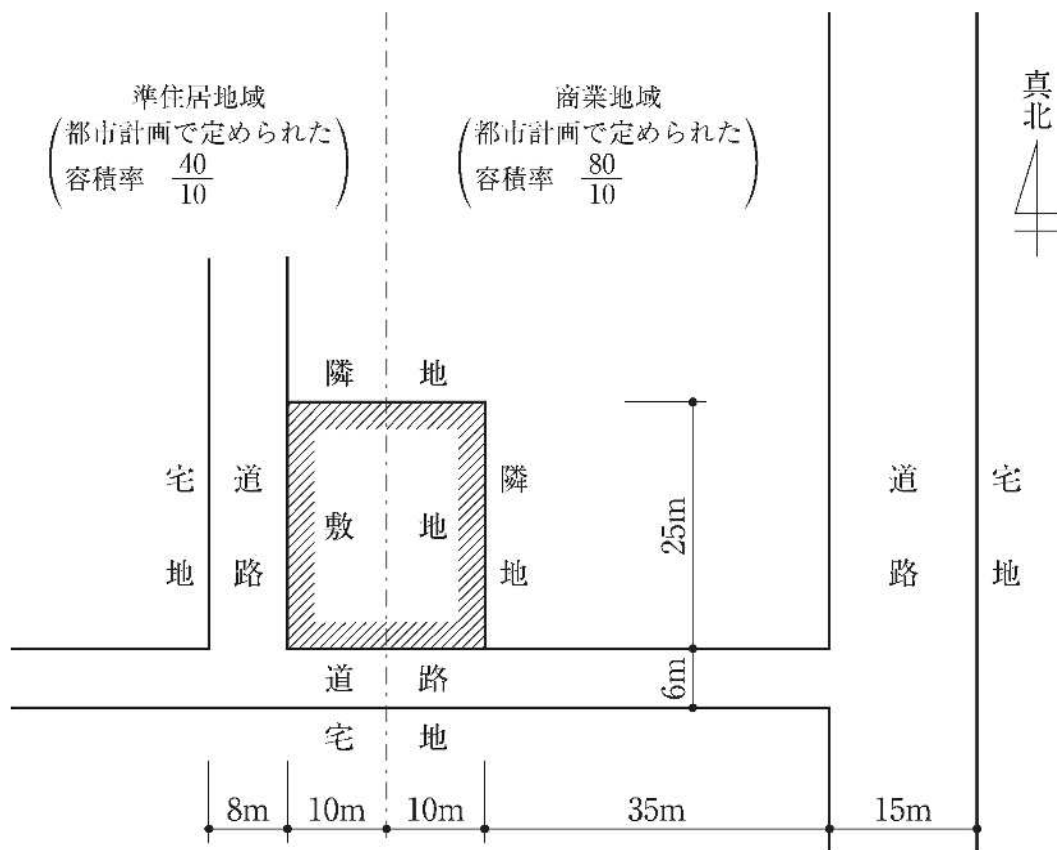 準住居地域
(都市計画で定められた
容積率 40/10)
商業地域
(都市計画で定められた
容積率 80/10)
真北
隣地
宅地
道路
敷地
隣地
25m
道路
宅地
道路
6m
宅地
8m
10m
10m
35m
15m